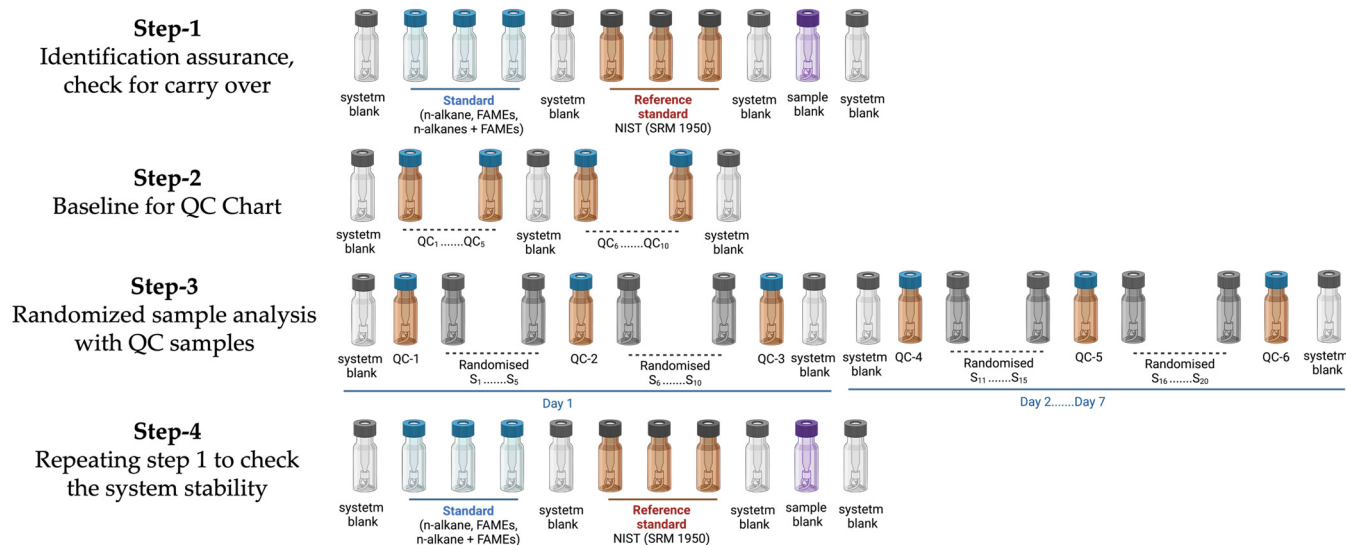 Step-1
Identification assurance,
check for carry over
systetm
blank
Standard
(n-alkane, FAMEs,
n-alkanes + FAMEs)
systetm
blank
Reference
standard
NIST (SRM 1950)
systetm
blank
sample
blank
systetm
blank
Step-2
Baseline for QC Chart
systetm
blank
QC₁ .......QC₅
systetm
blank
QC₆ .......QC₁₀
systetm
blank
Step-3
Randomized sample analysis
with QC samples
systetm
blank
QC-1
Randomised
S₁ .......S₅
QC-2
Randomised
S₆ .......S₁₀
QC-3
systetm
blank
systetm
blank
QC-4
Randomised
S₁₁ .......S₁₅
QC-5
Randomised
S₁₆ .......S₂₀
QC-6
systetm
blank
Day 1
Day 2.......Day 7
Step-4
Repeating step 1 to check
the system stability
systetm
blank
Standard
(n-alkane, FAMEs,
n-alkane + FAMEs)
systetm
blank
Reference
standard
NIST (SRM 1950)
systetm
blank
sample
blank
systetm
blank